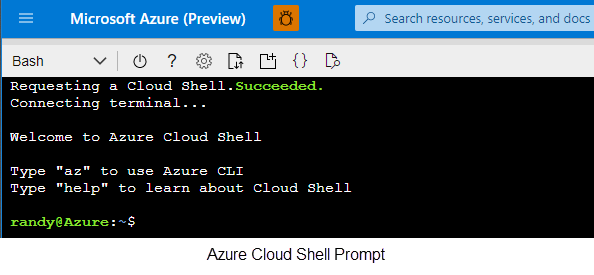 Microsoft Azure (Preview)
Search resources, services, and docs
Bash
?
{}
Requesting a Cloud Shell.Succeeded.
Connecting terminal...
Welcome to Azure Cloud Shell
Type "az" to use Azure CLI
Type "help" to learn about Cloud Shell
randy@Azure:~$
Azure Cloud Shell Prompt